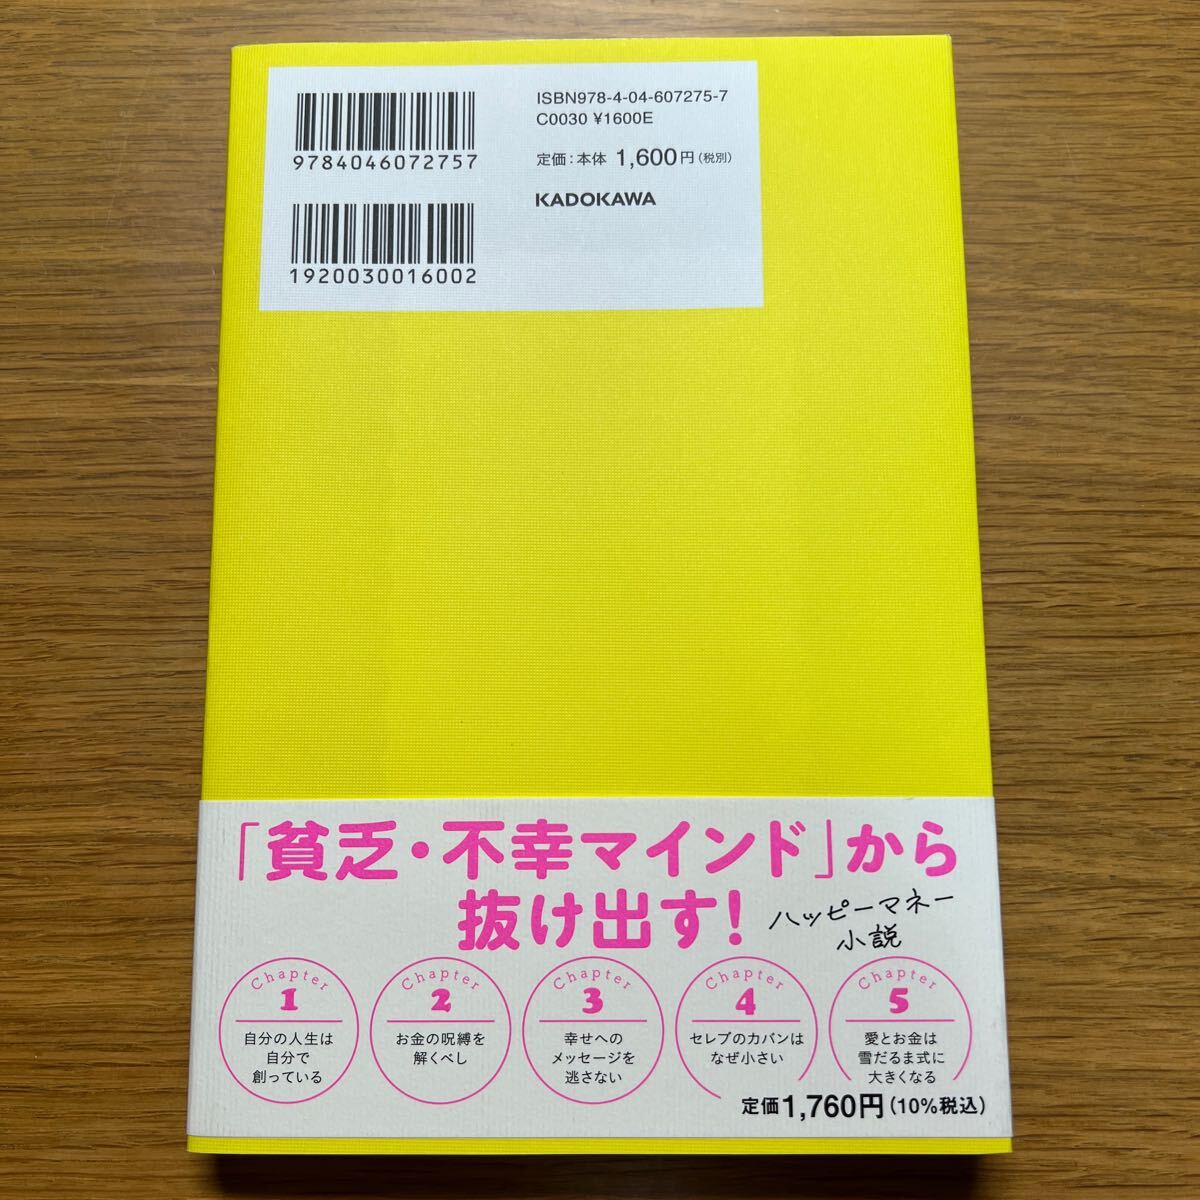 9784046072757
1920030016002
ISBN978-4-04-607275-7
C0030 ¥1600E
定価：本体 1,600円（税別）
KADOKAWA
「貧乏・不幸マインド」から
抜け出す！
ハッピーマネー
小説
Chapter
1
自分の人生は
自分で
創っている
Chapter
2
お金の呪縛を
解くべし
Chapter
3
幸せへの
メッセージを
逃さない
Chapter
4
セレブのカバンは
なぜ小さい
Chapter
5
愛とお金は
雪だるま式に
大きくなる
定価1,760円（10%税込）